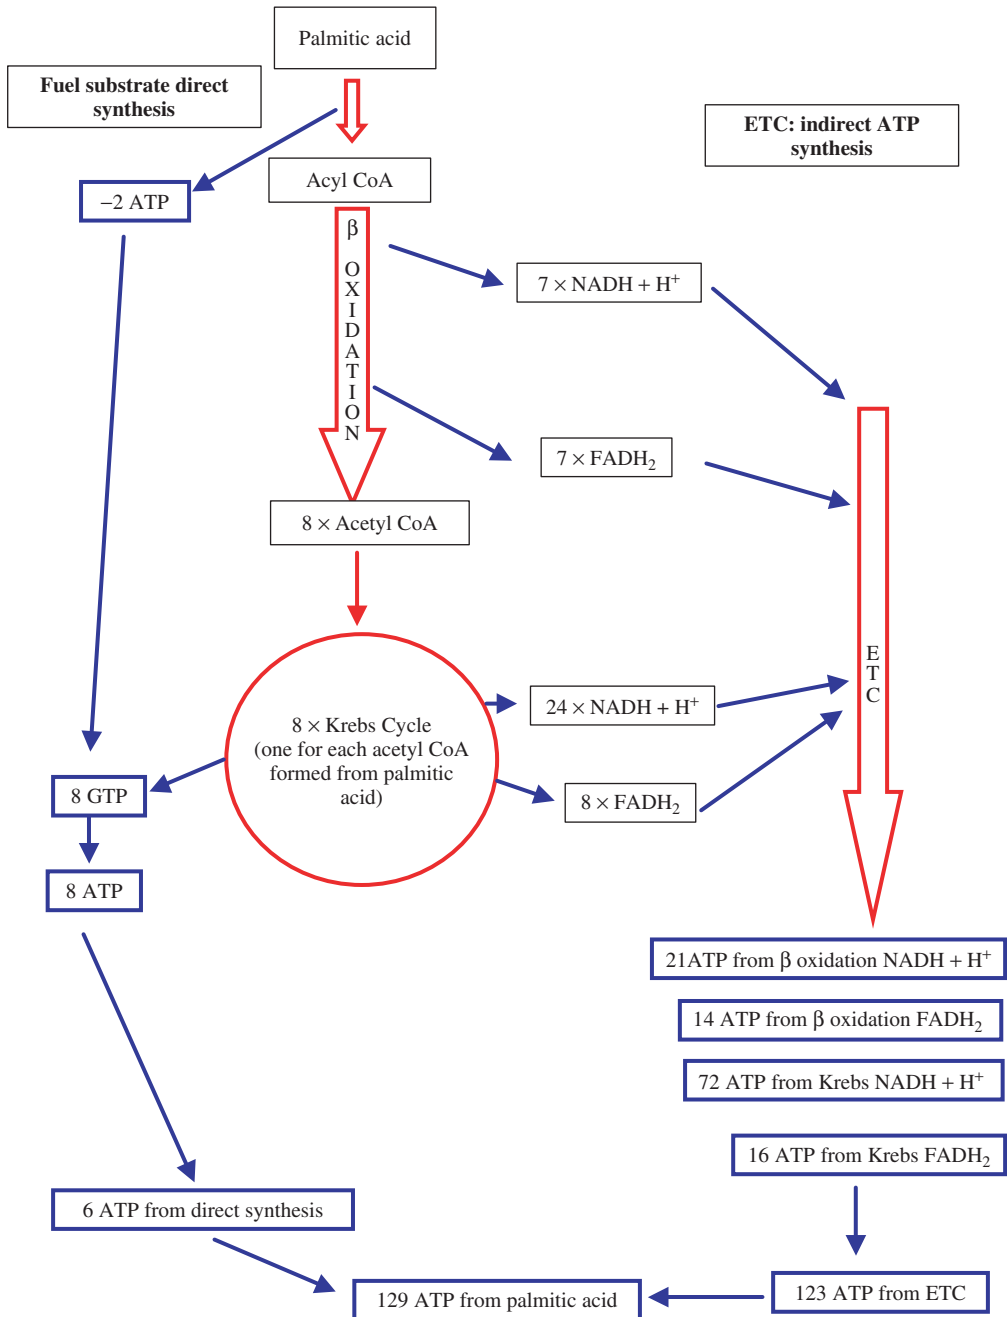 Palmitic acid
Fuel substrate direct
synthesis
ETC: indirect ATP
synthesis
Acyl CoA
−2 ATP
β OXIDATION
7 × NADH + H⁺
7 × FADH₂
8 × Acetyl CoA
ETC
24 × NADH + H⁺
8 × Krebs Cycle
(one for each acetyl CoA
formed from palmitic
acid)
8 GTP
8 × FADH₂
8 ATP
21ATP from β oxidation NADH + H⁺
14 ATP from β oxidation FADH₂
72 ATP from Krebs NADH + H⁺
16 ATP from Krebs FADH₂
6 ATP from direct synthesis
129 ATP from palmitic acid
123 ATP from ETC